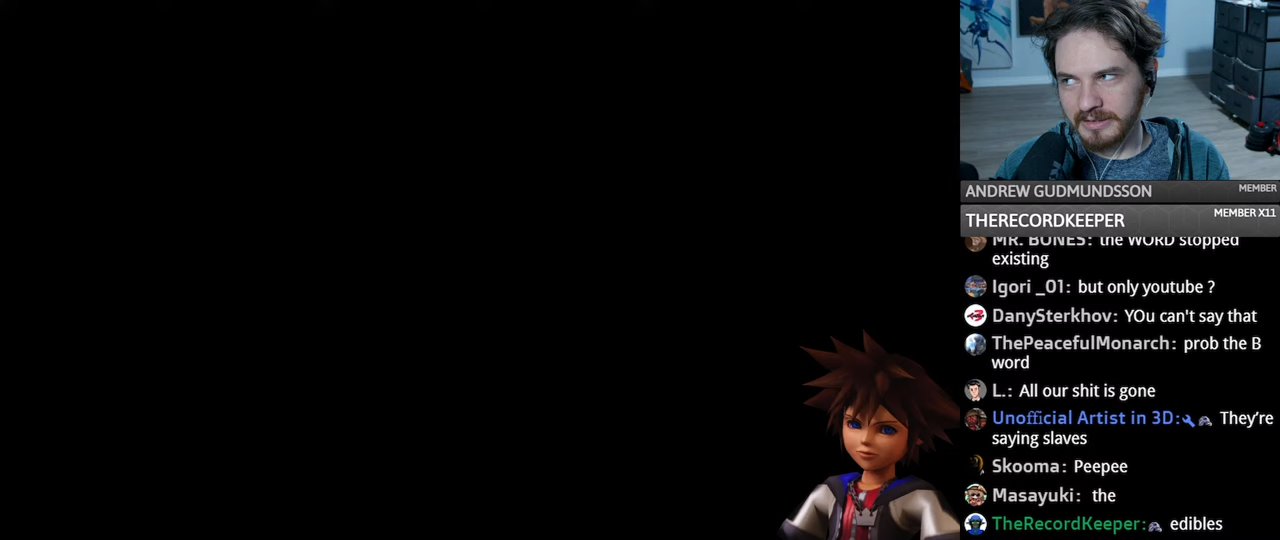 ANDREW GUDMUNDSSON MEMBER
THERECORDKEEPER MEMBER X11
MR. BONES: the WORD stopped
existing
Igori _01: but only youtube ?
DanySterkhov: YOu can't say that
ThePeacefulMonarch: prob the B
word
L.: All our shit is gone
Unofficial Artist in 3D: They're
saying slaves
Skooma: Peepee
Masayuki: the
TheRecordKeeper: edibles